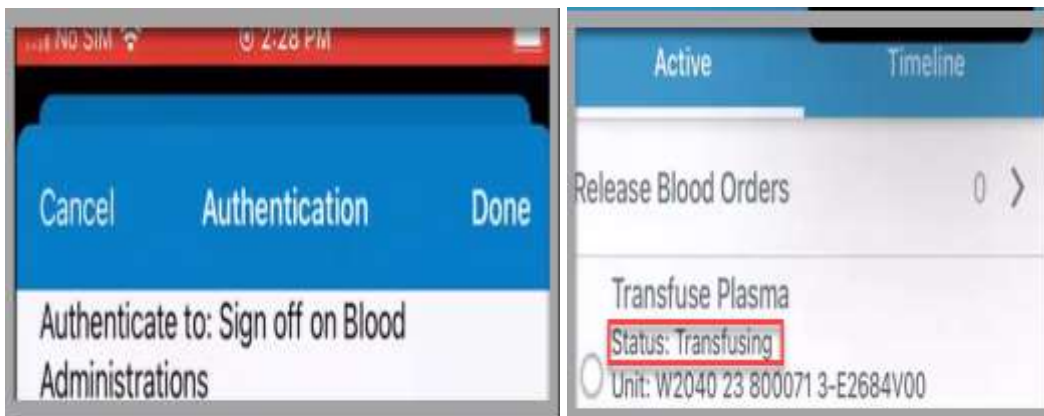 No SIM 2:28 PM
Cancel Authentication Done
Authenticate to: Sign off on Blood
Administrations
Active Timeline
Release Blood Orders 0
Transfuse Plasma
Status: Transfusing
Unit: W2040 23 800071 3-E2684V00